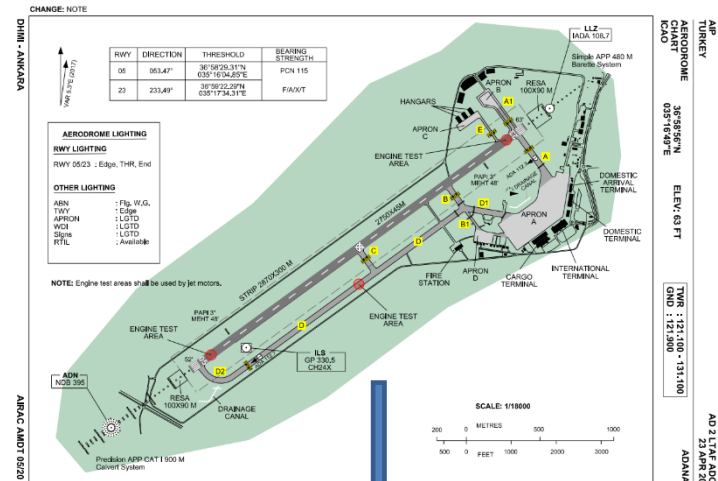 CHANGE: NOTE
DHMI - ANKARA
AIP
TURKEY
AERODROME
CHART
ICAO
36°58'56"N
035°16'49"E
ELEV; 63 FT
TWR : 121.100 - 131.100
GND : 121.900
AD 2 LTAF ADC
23 APR 20
ADANA
AIRAC AMDT 05/20
VAR 5.3°E (2017)
RWY DIRECTION THRESHOLD BEARING STRENGTH
05 053,47° 36°58'29,31"N 035°16'04,85"E PCN 115
23 233,49° 36°59'22,29"N 035°17'34,31"E F/A/X/T
AERODROME LIGHTING
RWY LIGHTING
RWY 05/23 : Edge, THR, End
OTHER LIGHTING
ABN : Flg. W,G,
TWY : Edge
APRON : LGTD
WDI : LGTD
Signs : LGTD
RTIL : Available
NOTE: Engine test areas shall be used by jet motors.
LLZ
IADA 108.7
Simple APP 480 M
Barette System
APRON
B
RESA
100X90 M
HANGARS
A1
63'
APRON
C
E
ENGINE TEST
AREA
A
PAPI 3°
MEHT 48'
DRAINAGE
CANAL
DOMESTIC
ARRIVAL
TERMINAL
2750X45M
B
D1
APRON
A
DOMESTIC
TERMINAL
B1
C
D
INTERNATIONAL
TERMINAL
CARGO
TERMINAL
APRON
D
FIRE
STATION
STRIP 2870X300 M
ENGINE TEST
AREA
D
PAPI 3°
MEHT 48'
ENGINE TEST
AREA
ILS
GP 330,5
CH24X
52'
D2
ADN
NDB 395
RESA
100X90 M
DRAINAGE
CANAL
Precision APP CAT I 900 M
Calvert System
SCALE: 1/18000
200 0 METRES 500 1000
500 0 FEET 1000 2000 3000